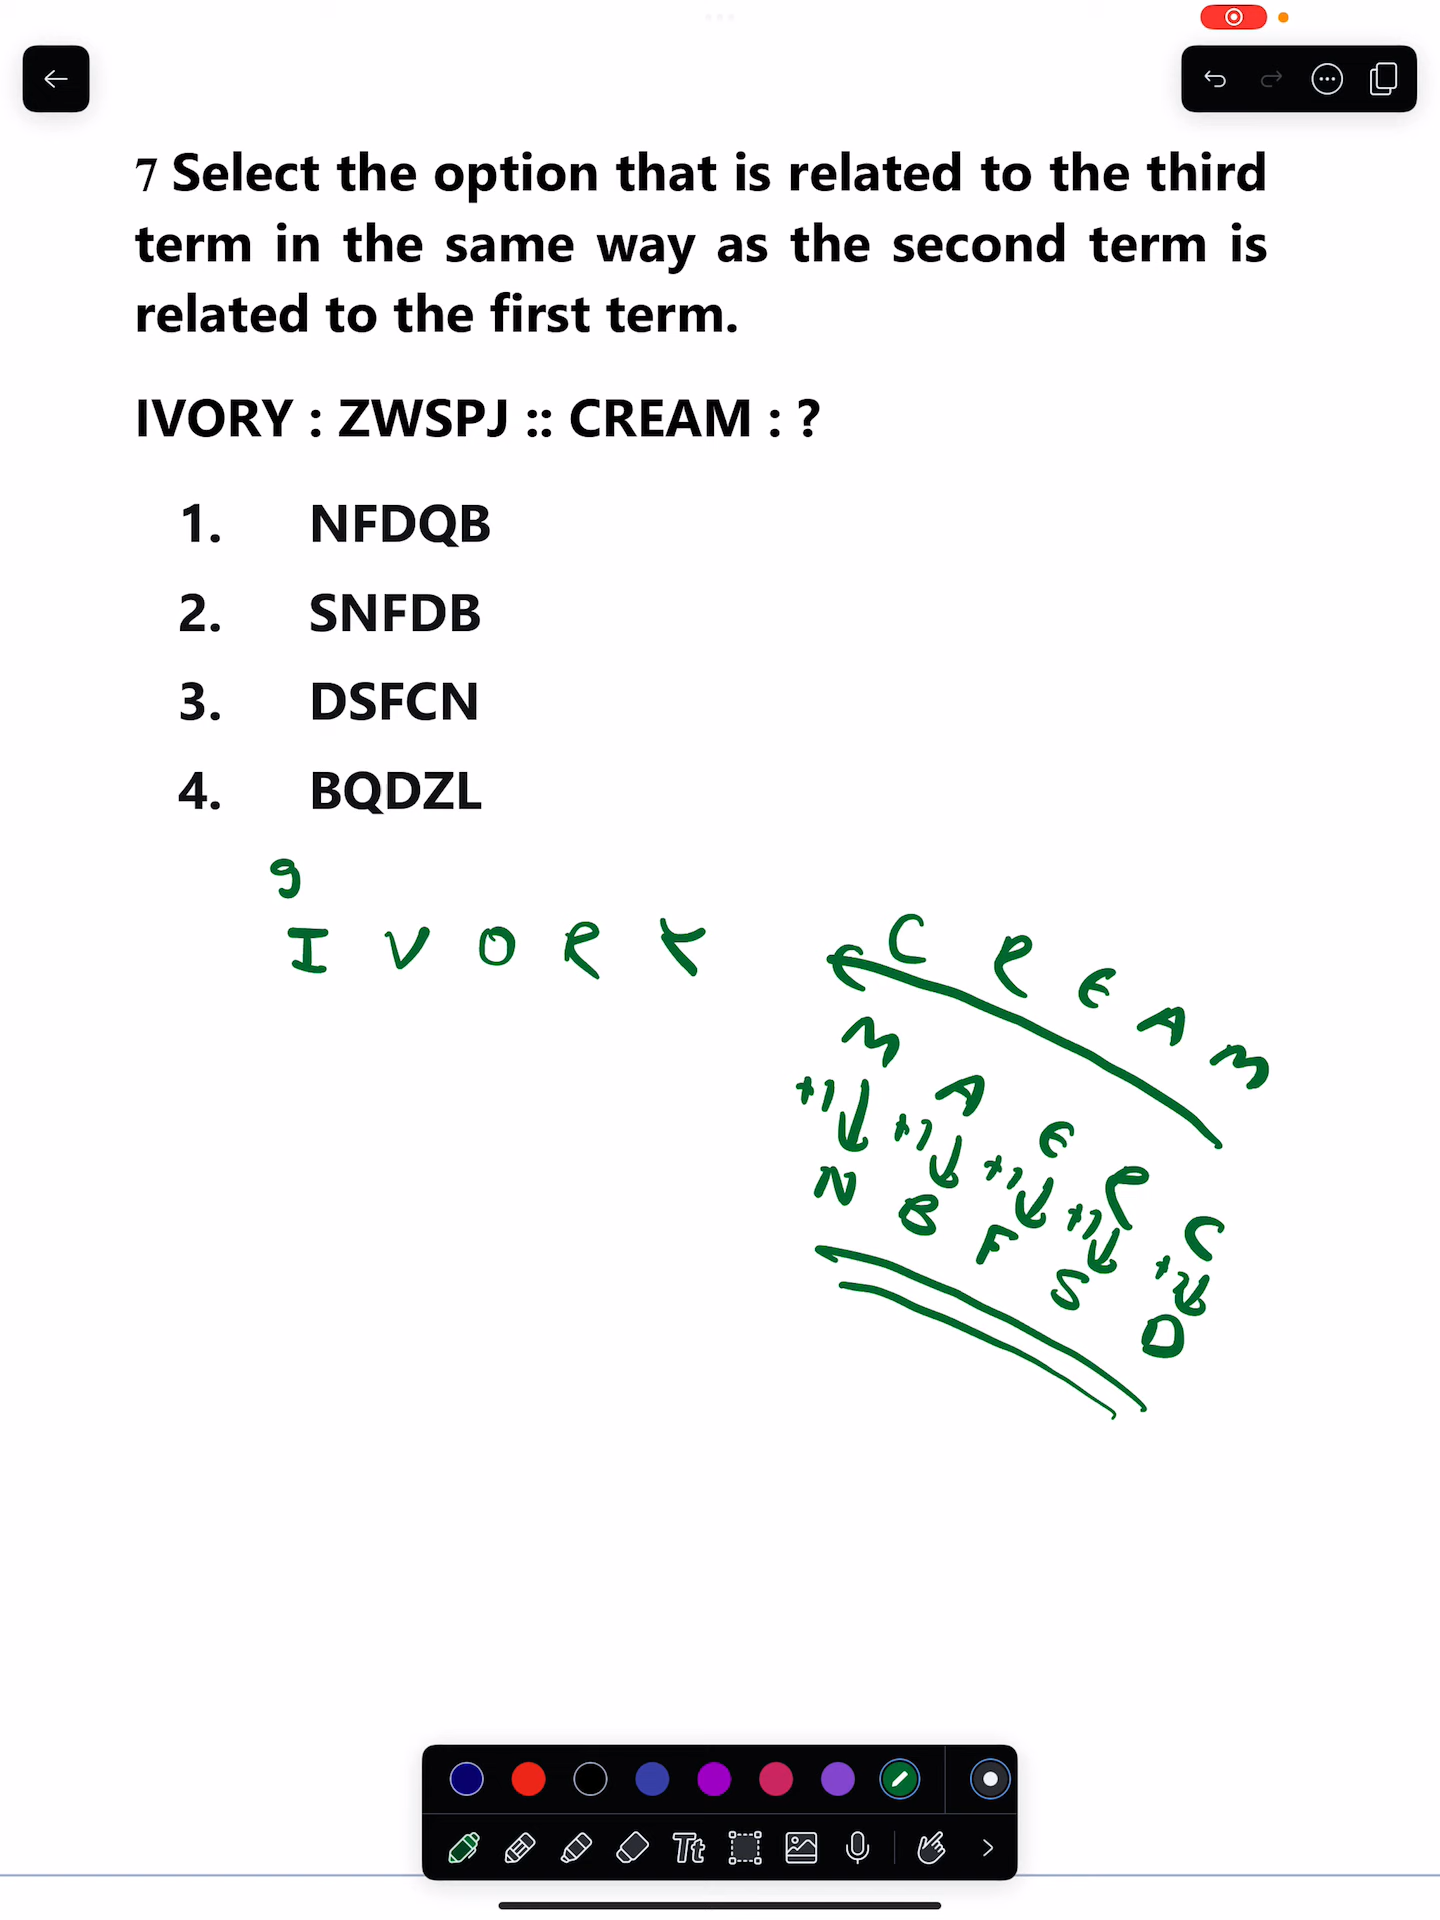 7 Select the option that is related to the third
term in the same way as the second term is
related to the first term.
IVORY : ZWSPJ :: CREAM : ?
1. NFDQB
2. SNFDB
3. DSFCN
4. BQDZL
9
I V O R Y
C R E A M
M A E R C
+1 +1 +1 +1
N B F S D
Tt